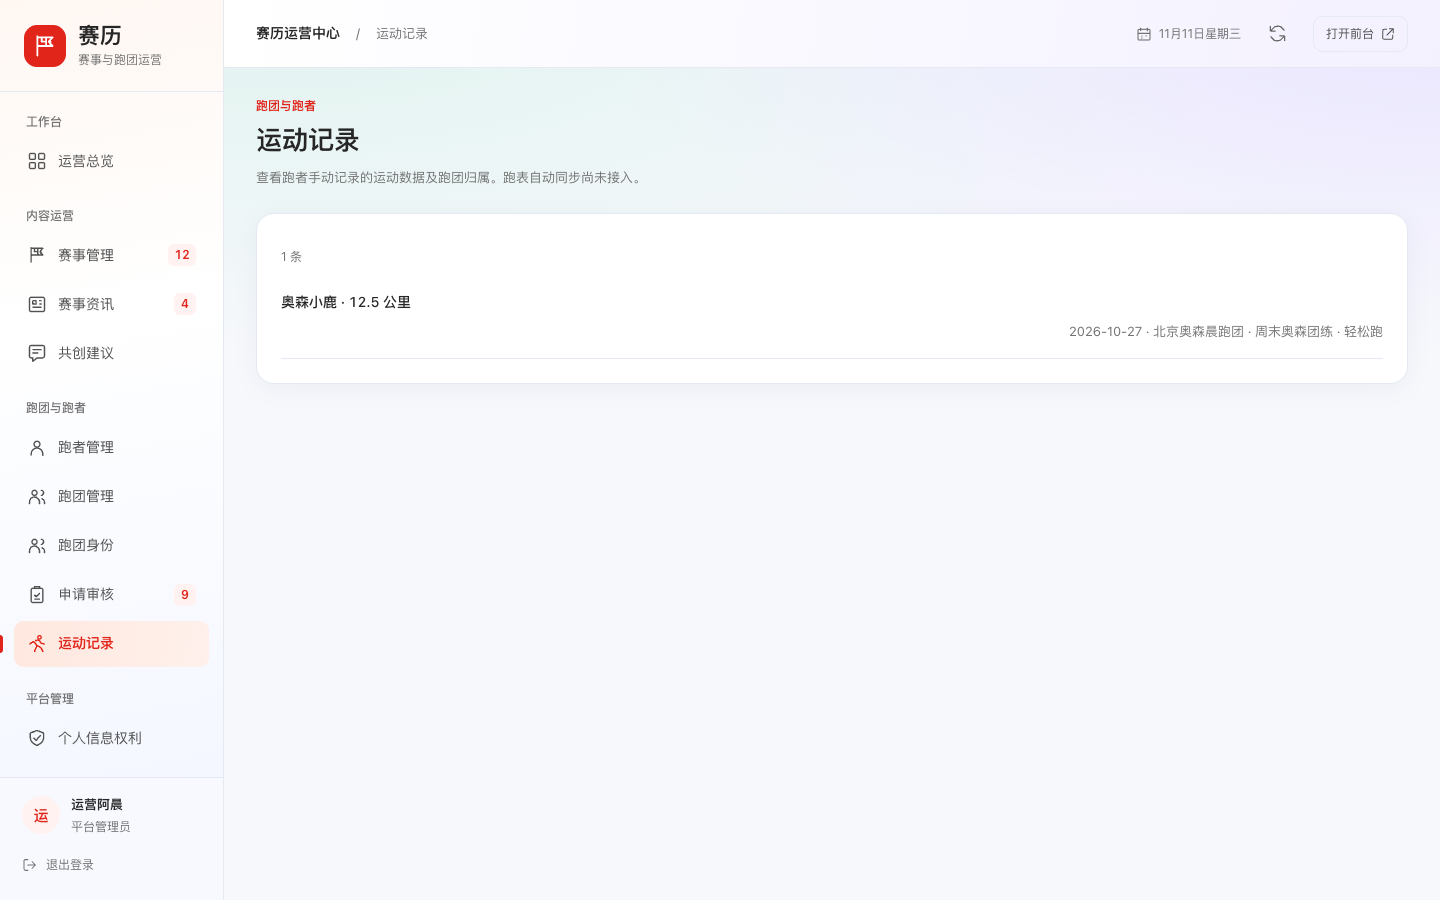 赛历
赛事与跑团运营
工作台
运营总览
内容运营
赛事管理 12
赛事资讯 4
共创建议
跑团与跑者
跑者管理
跑团管理
跑团身份
申请审核 9
运动记录
平台管理
个人信息权利
运 运营阿晨
平台管理员
退出登录
赛历运营中心 / 运动记录
11月11日星期三
打开前台
跑团与跑者
运动记录
查看跑者手动记录的运动数据及跑团归属。跑表自动同步尚未接入。
1 条
奥森小鹿 · 12.5 公里
2026-10-27 · 北京奥森晨跑团 · 周末奥森团练 · 轻松跑